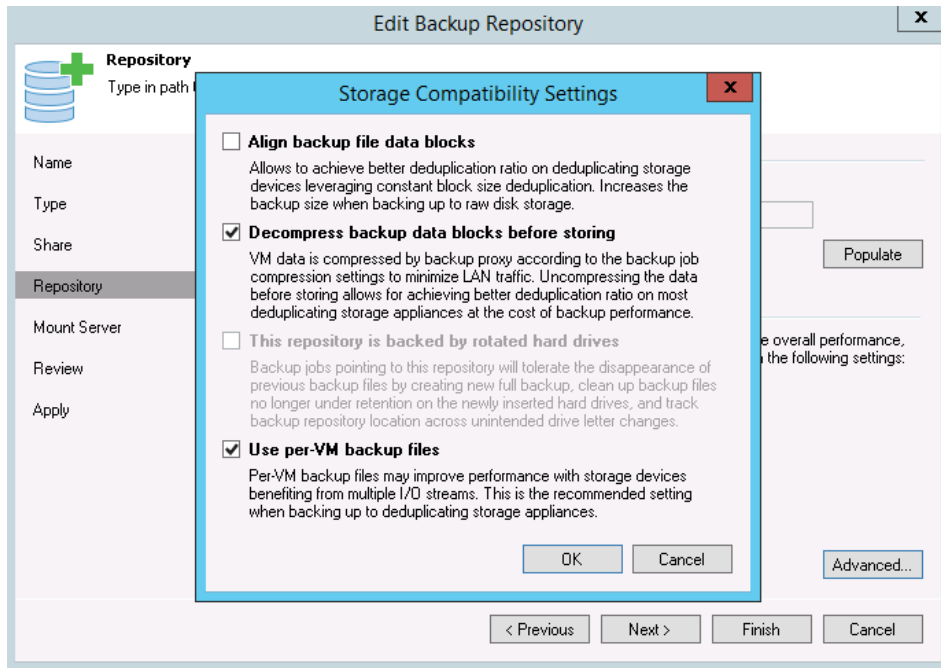 Edit Backup Repository
x
Repository
Type in path
Storage Compatibility Settings
x
Align backup file data blocks
Allows to achieve better deduplication ratio on deduplicating storage
devices leveraging constant block size deduplication. Increases the
backup size when backing up to raw disk storage.
Decompress backup data blocks before storing
VM data is compressed by backup proxy according to the backup job
compression settings to minimize LAN traffic. Uncompressing the data
before storing allows for achieving better deduplication ratio on most
deduplicating storage appliances at the cost of backup performance.
This repository is backed by rotated hard drives
Backup jobs pointing to this repository will tolerate the disappearance of
previous backup files by creating new full backup, clean up backup files
no longer under retention on the newly inserted hard drives, and track
backup repository location across unintended drive letter changes.
Use per-VM backup files
Per-VM backup files may improve performance with storage devices
benefiting from multiple I/O streams. This is the recommended setting
when backing up to deduplicating storage appliances.
OK
Cancel
Name
Type
Share
Repository
Mount Server
Review
Apply
Populate
overall performance,
the following settings:
Advanced...
< Previous
Next >
Finish
Cancel